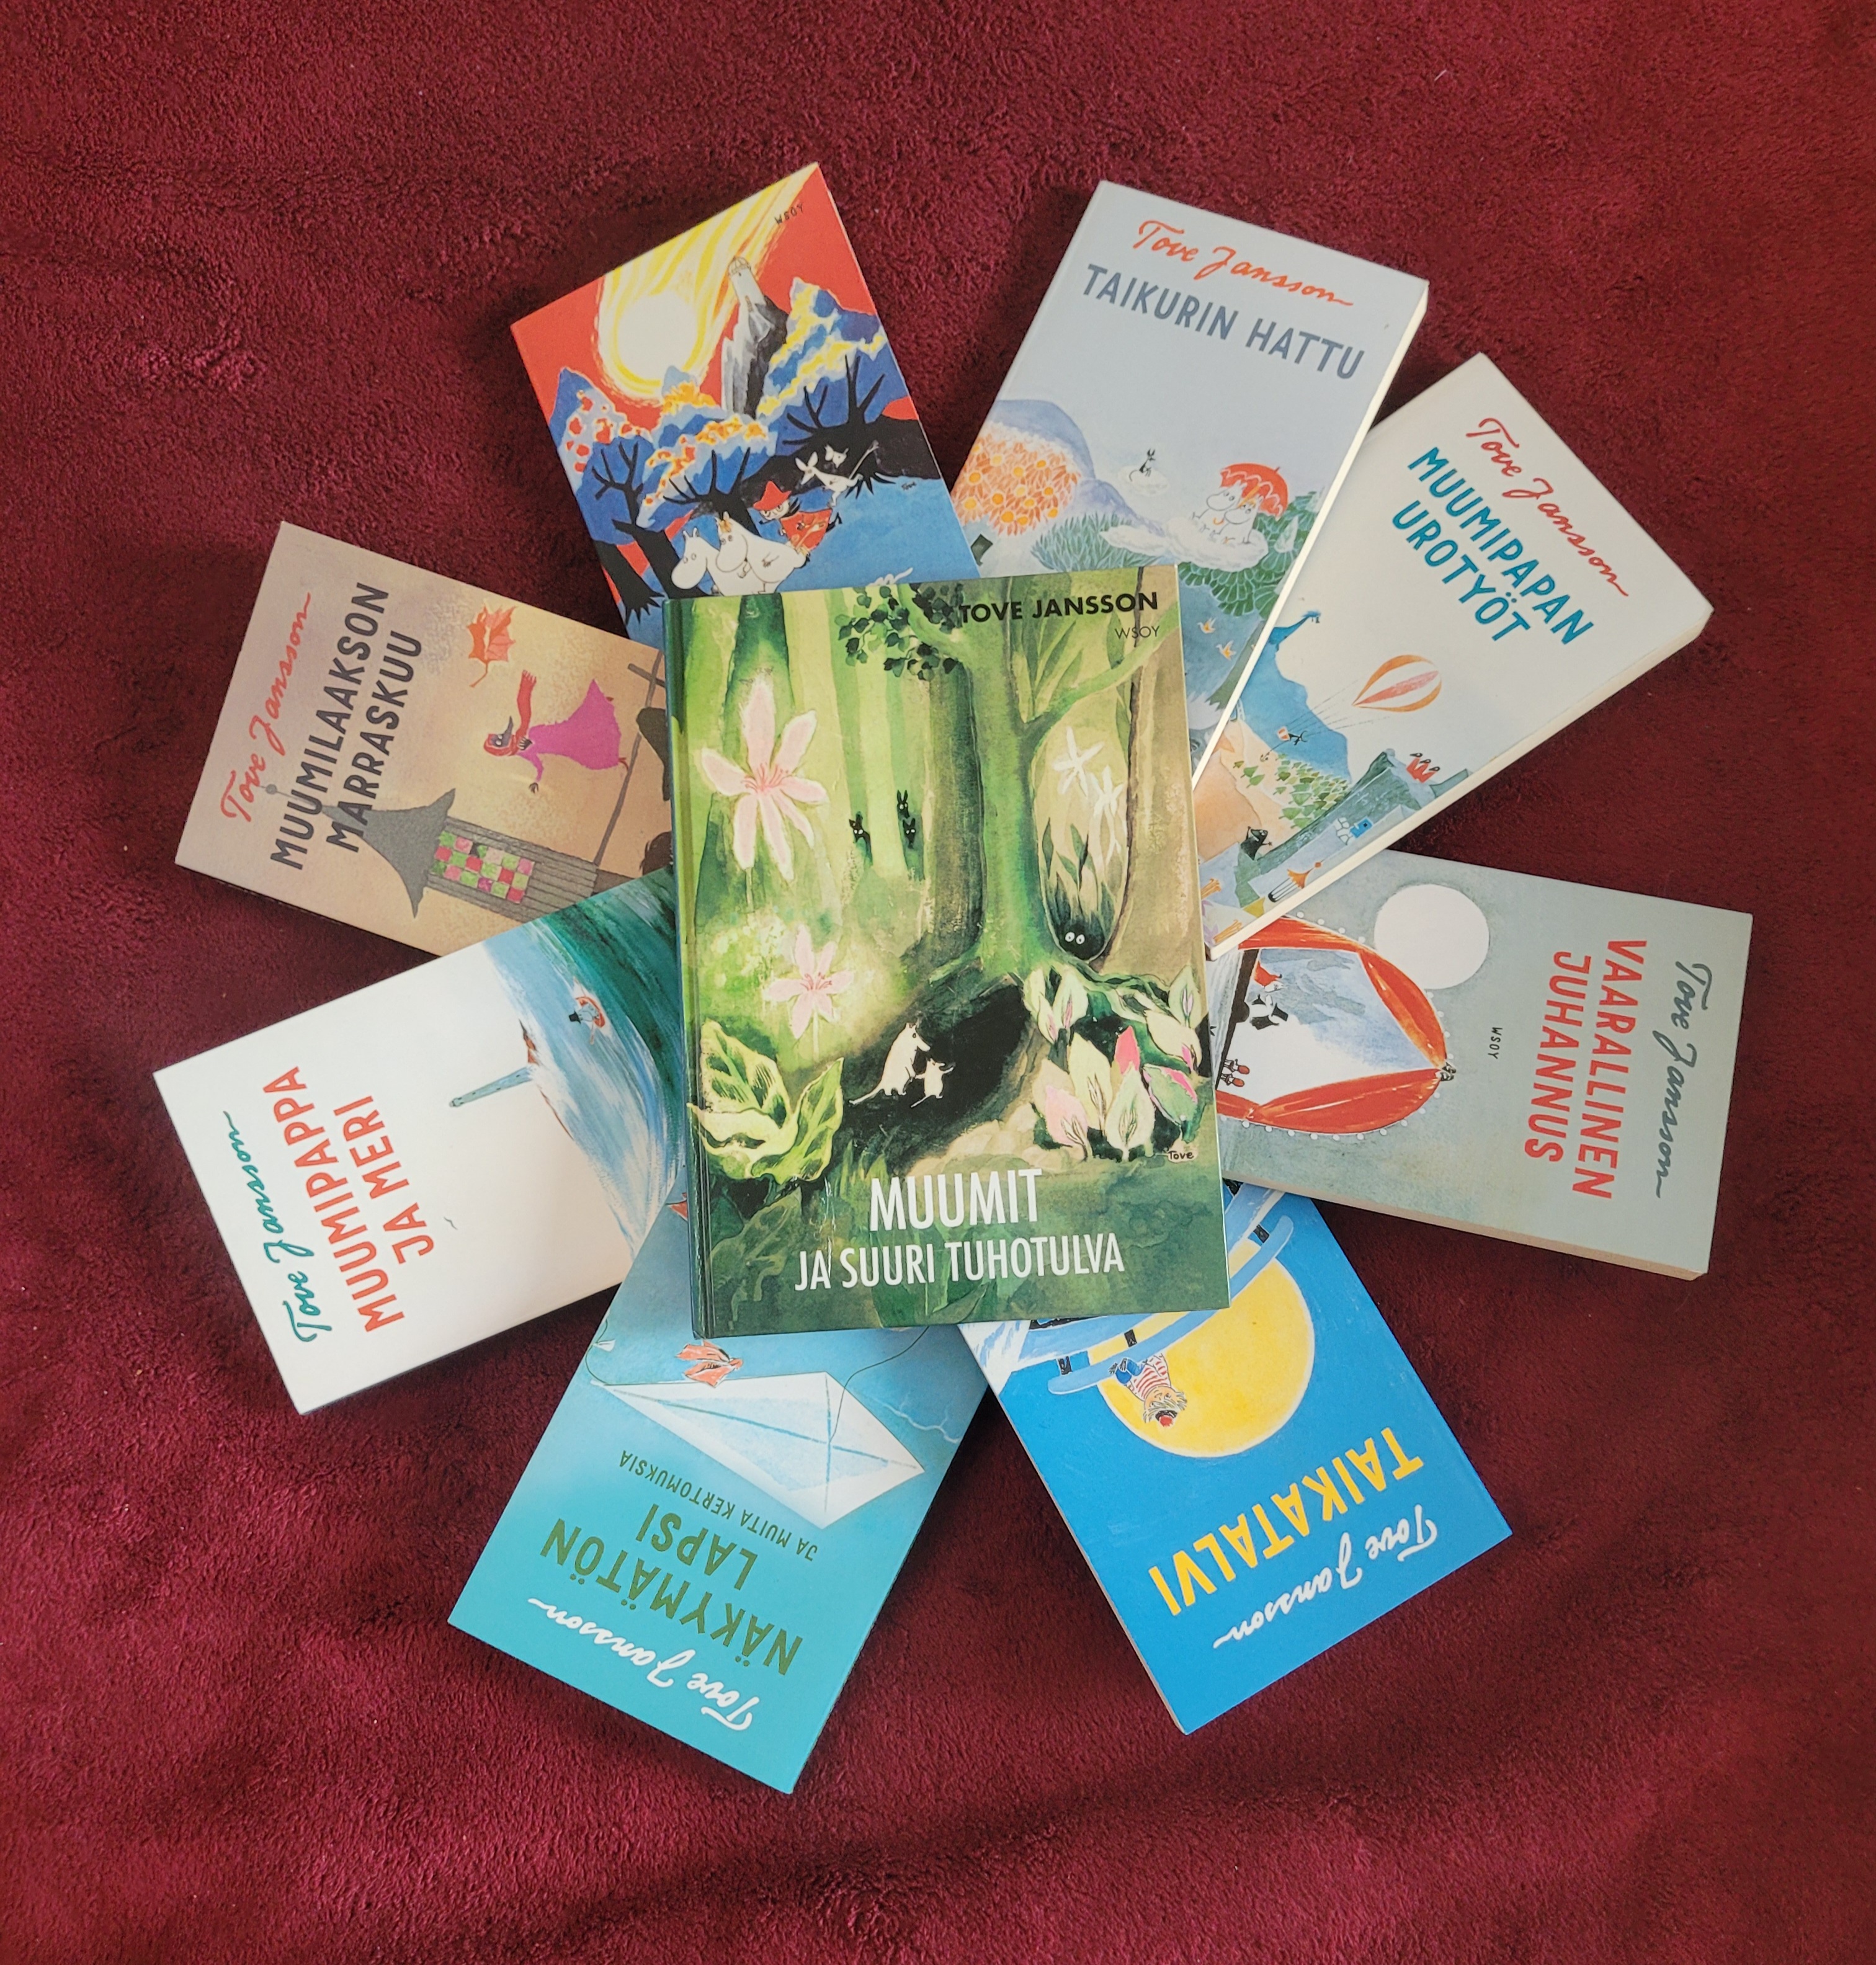 WSOY
Tove Jansson
TAIKURIN HATTU
Tove Jansson
MUUMIPAPAN
UROTYÖT
Tove Jansson
VAARALLINEN
JUHANNUS
WSOY
Tove Jansson
TAIKATALVI
Tove Jansson
NÄKYMÄTÖN
LAPSI
JA MUITA KERTOMUKSIA
Tove Jansson
MUUMIPAPPA
JA MERI
Tove Jansson
MUUMILAAKSON
MARRASKUU
TOVE JANSSON
WSOY
Tove
MUUMIT
JA SUURI TUHOTULVA